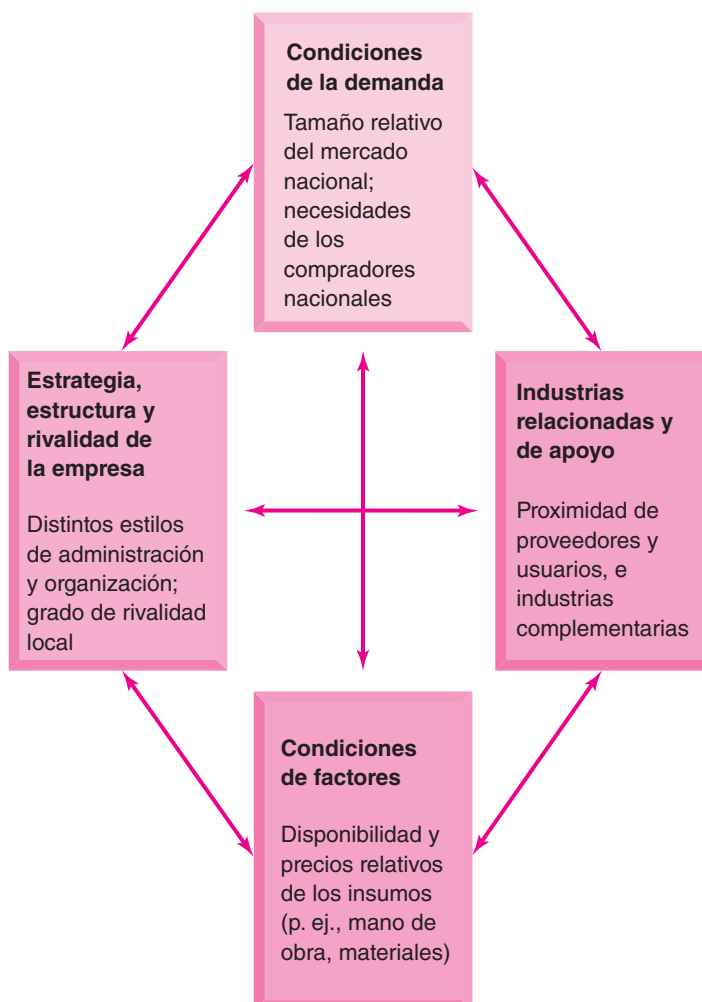 Condiciones
de la demanda
Tamaño relativo
del mercado
nacional;
necesidades
de los
compradores
nacionales
Estrategia,
estructura y
rivalidad de
la empresa
Distintos estilos
de administración
y organización;
grado de rivalidad
local
Industrias
relacionadas y
de apoyo
Proximidad de
proveedores y
usuarios, e
industrias
complementarias
Condiciones
de factores
Disponibilidad y
precios relativos
de los insumos
(p. ej., mano de
obra, materiales)